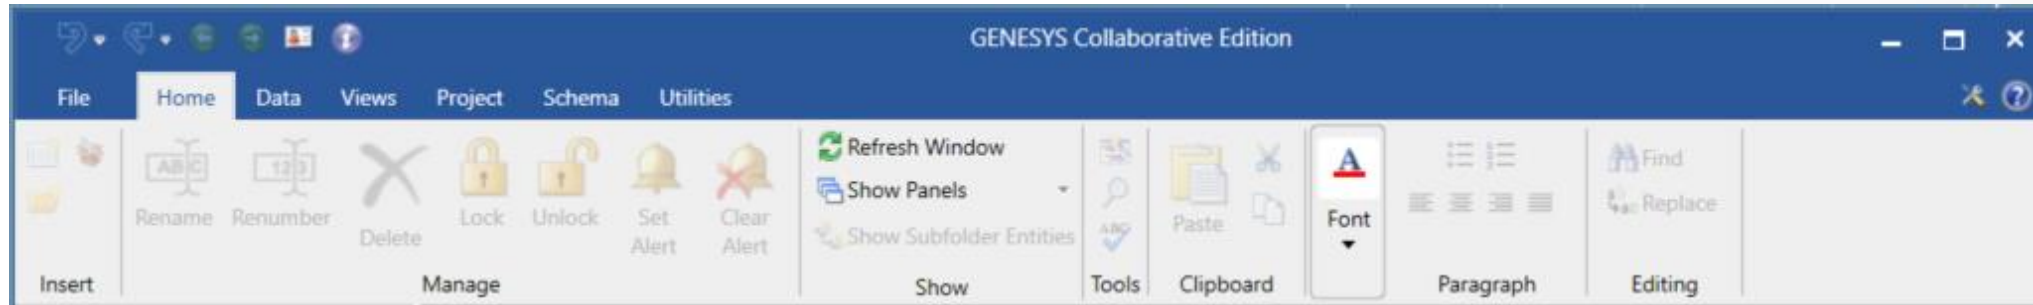 GENESYS Collaborative Edition
File Home Data Views Project Schema Utilities
Refresh Window
Show Panels
Show Subfolder Entities
Rename Renumber Delete Lock Unlock Set Alert Clear Alert
Paste
Font
Find
Replace
Insert Manage Show Tools Clipboard Paragraph Editing